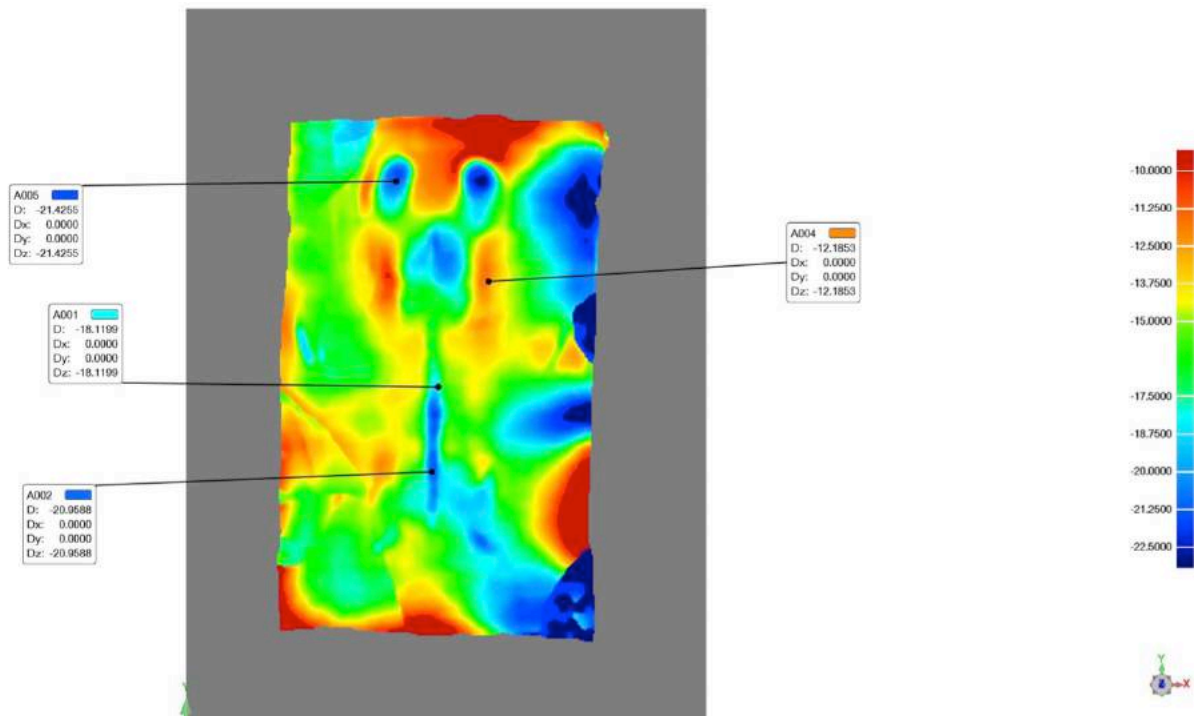 A005
D: -21.4255
Dx: 0.0000
Dy: 0.0000
Dz: -21.4255
A001
D: -18.1199
Dx: 0.0000
Dy: 0.0000
Dz: -18.1199
A002
D: -20.9588
Dx: 0.0000
Dy: 0.0000
Dz: -20.9588
A004
D: -12.1853
Dx: 0.0000
Dy: 0.0000
Dz: -12.1853
-10.0000
-11.2500
-12.5000
-13.7500
-15.0000
-17.5000
-18.7500
-20.0000
-21.2500
-22.5000
Y
X